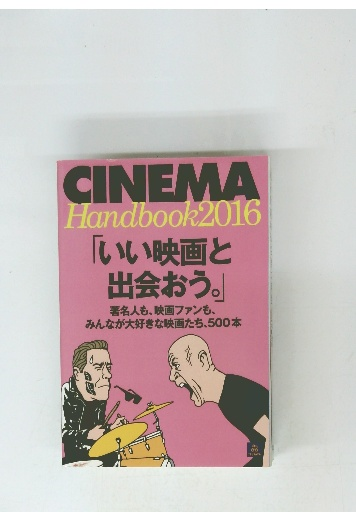 CINEMA
Handbook2016
「いい映画と
出会おう。」
著名人も、映画ファンも、
みんなが大好きな映画たち、500本